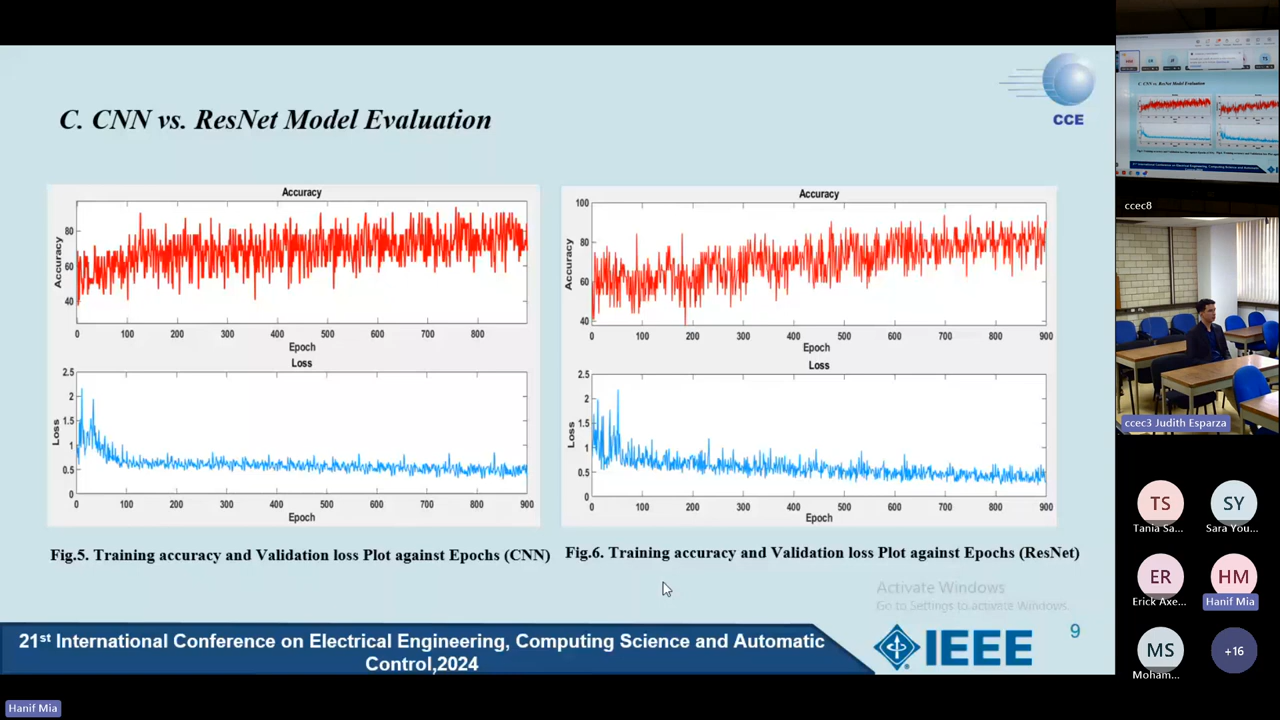 C. CNN vs. ResNet Model Evaluation
CCE
Accuracy
Accuracy
80
60
40
0 100 200 300 400 500 600 700 800
Epoch
Loss
Loss
2.5
2
1.5
1
0.5
0
0 100 200 300 400 500 600 700 800 900
Epoch
Fig.5. Training accuracy and Validation loss Plot against Epochs (CNN)
Accuracy
Accuracy
100
80
60
40
0 100 200 300 400 500 600 700 800 900
Epoch
Loss
Loss
2.5
2
1.5
1
0.5
0
0 100 200 300 400 500 600 700 800 900
Epoch
Fig.6. Training accuracy and Validation loss Plot against Epochs (ResNet)
Activate Windows
Go to Settings to activate Windows.
21st International Conference on Electrical Engineering, Computing Science and Automatic
Control,2024
IEEE
9
Hanif Mia
C. CNN vs. ResNet Model Evaluation
ccec8
ccec3 Judith Esparza
TS
Tania Sa...
SY
Sara You...
ER
Erick Axe...
HM
Hanif Mia
MS
Moham...
+16